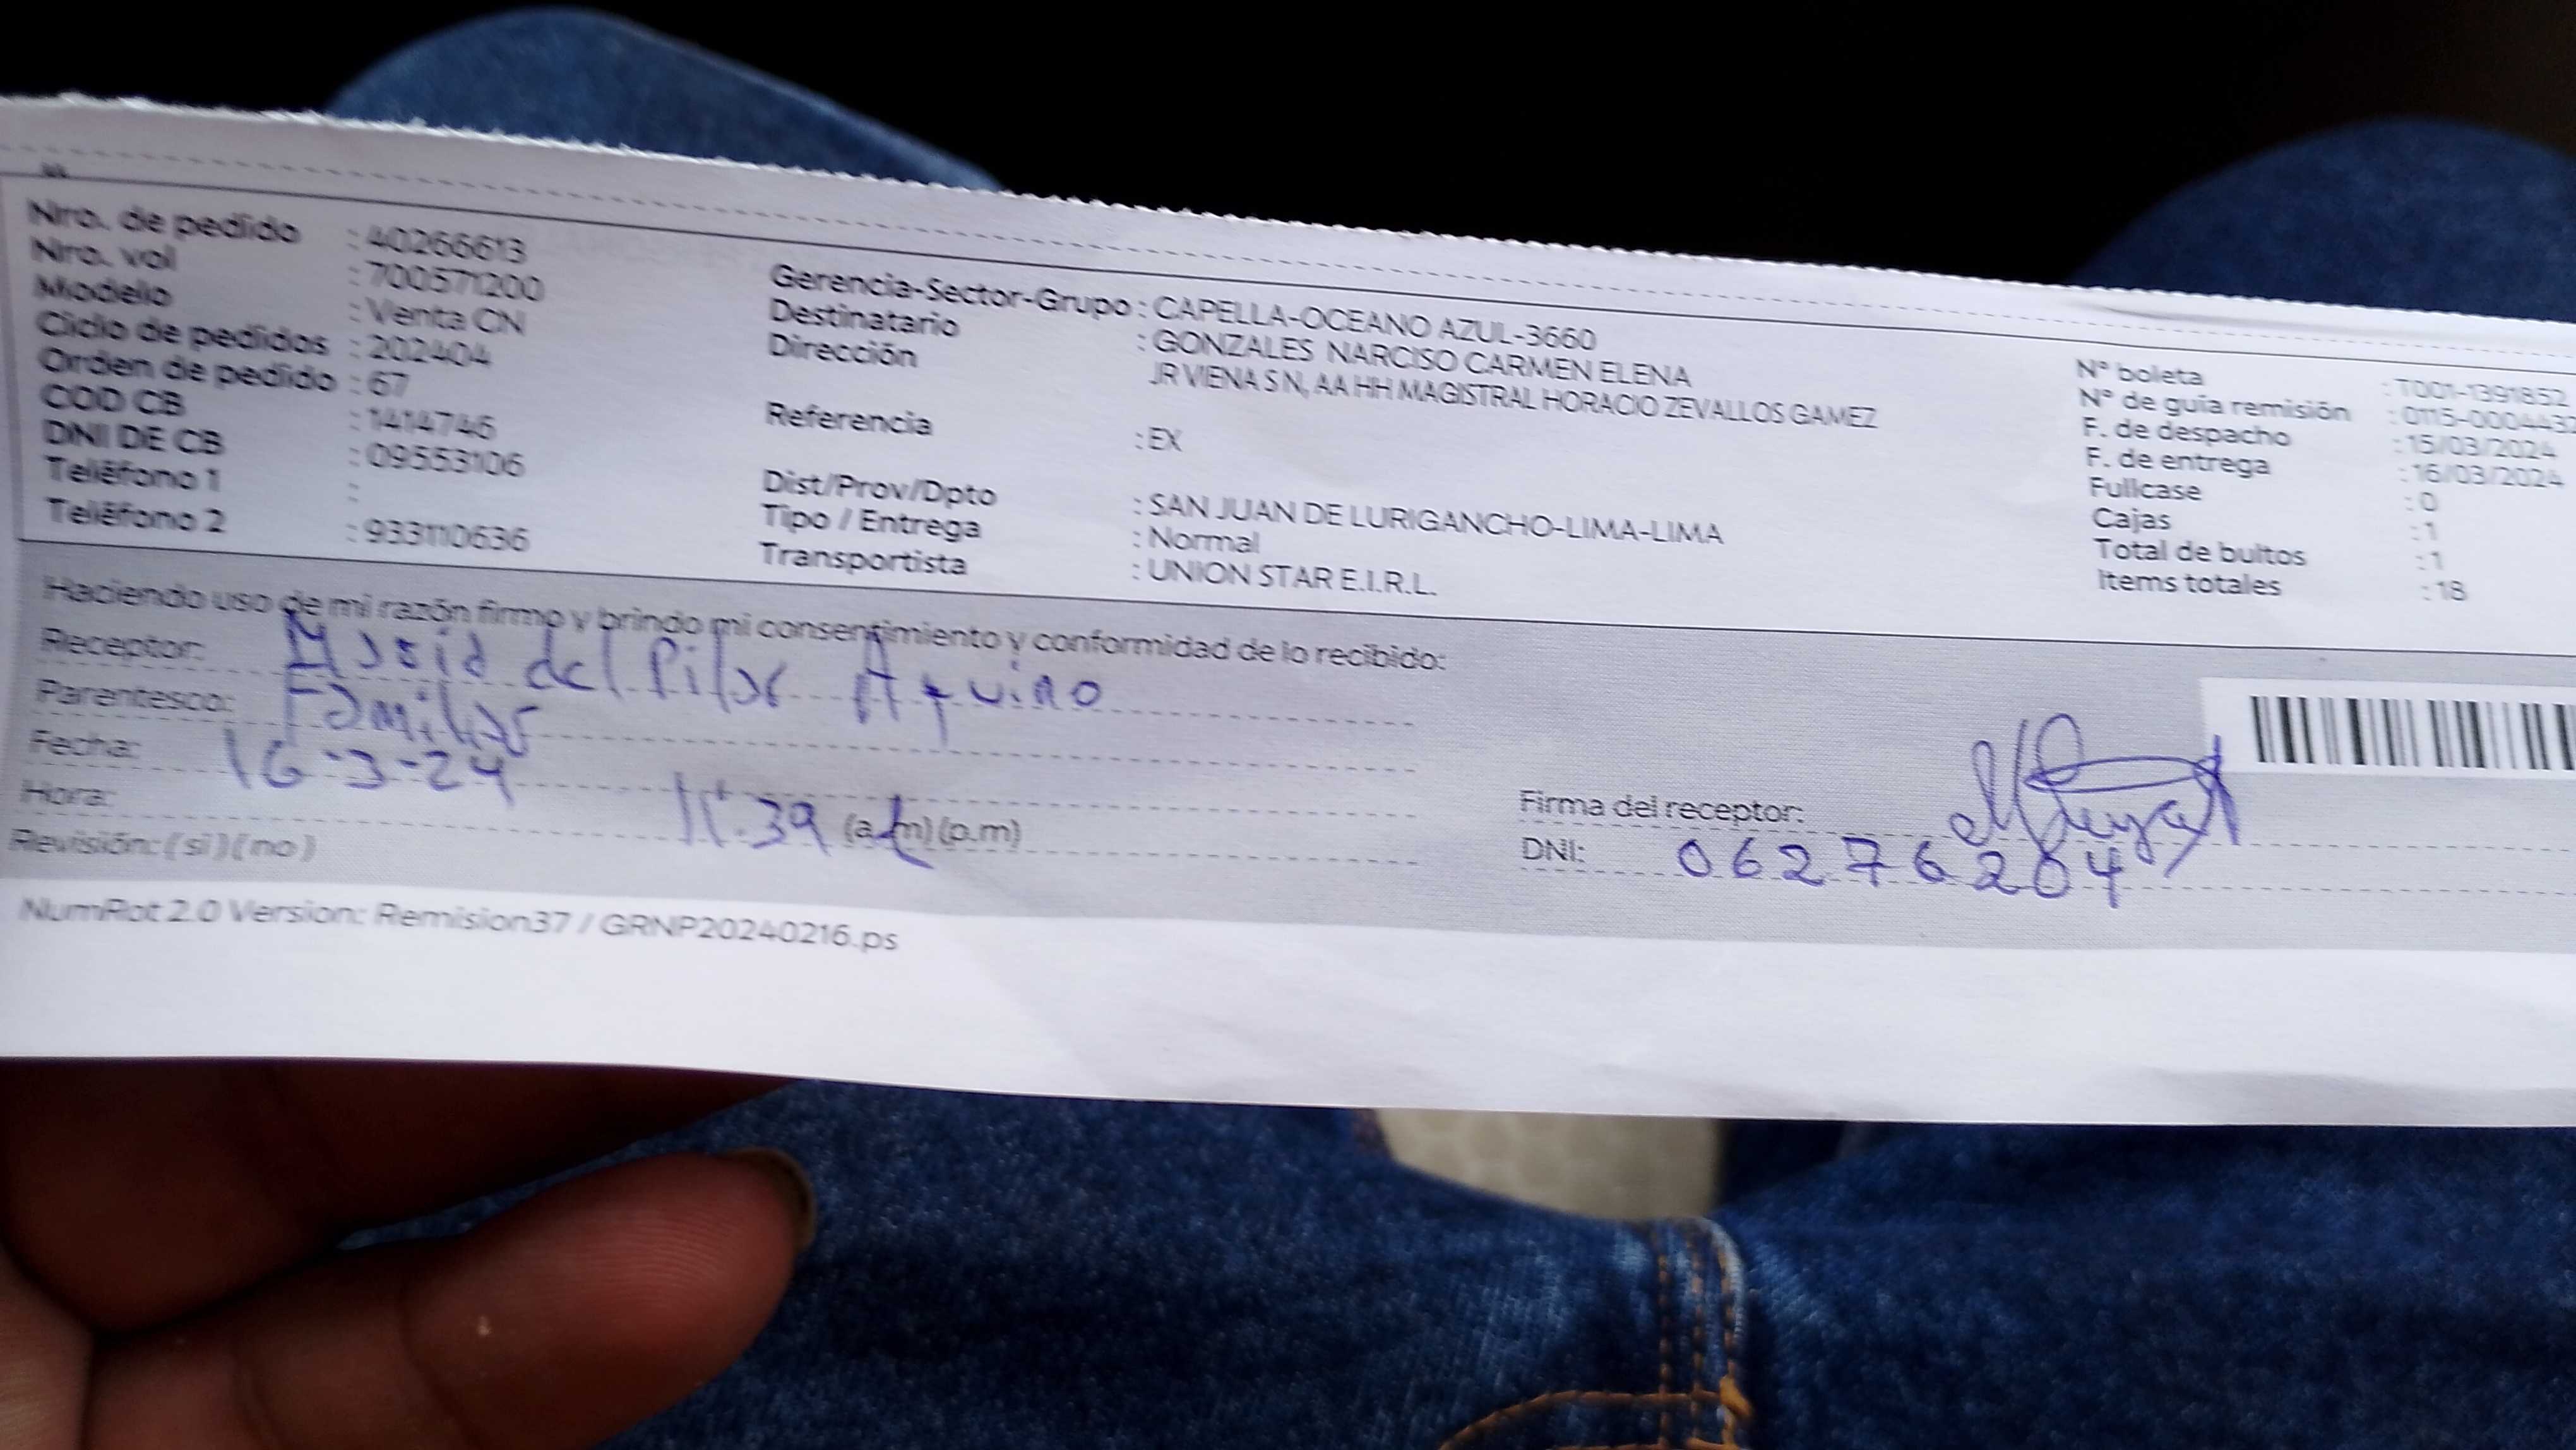 Nro. de pedido : 40266613
Nro. vol : 700571200
Modelo : Venta CN
Ciclo de pedidos : 202404
Orden de pedido : 67
COD CB : 1414746
DNI DE CB : 09553106
Teléfono 1 :
Teléfono 2 : 933110636
Gerencia-Sector-Grupo : CAPELLA-OCEANO AZUL-3660
Destinatario : GONZALES NARCISO CARMEN ELENA
Dirección JR VIENA S N, AA HH MAGISTRAL HORACIO ZEVALLOS GAMEZ
Referencia : EX
Dist/Prov/Dpto : SAN JUAN DE LURIGANCHO-LIMA-LIMA
Tipo / Entrega : Normal
Transportista : UNION STAR E.I.R.L.
N° boleta : T001-1391852
N° de guía remisión : 0115-0004432
F. de despacho : 15/03/2024
F. de entrega : 16/03/2024
Fullcase : 0
Cajas : 1
Total de bultos : 1
Items totales : 18
Haciendo uso de mi razón firmo y brindo mi consentimiento y conformidad de lo recibido:
Receptor: Maria del Pilar Aquino
Parentesco: Familiar
Fecha: 16-3-24
Hora: 11:39 (a.m) (p.m)
Revisión: ( si ) ( no )
Firma del receptor:
DNI: 06276204
NumRot 2.0 Version: Remision37 / GRNP20240216.ps